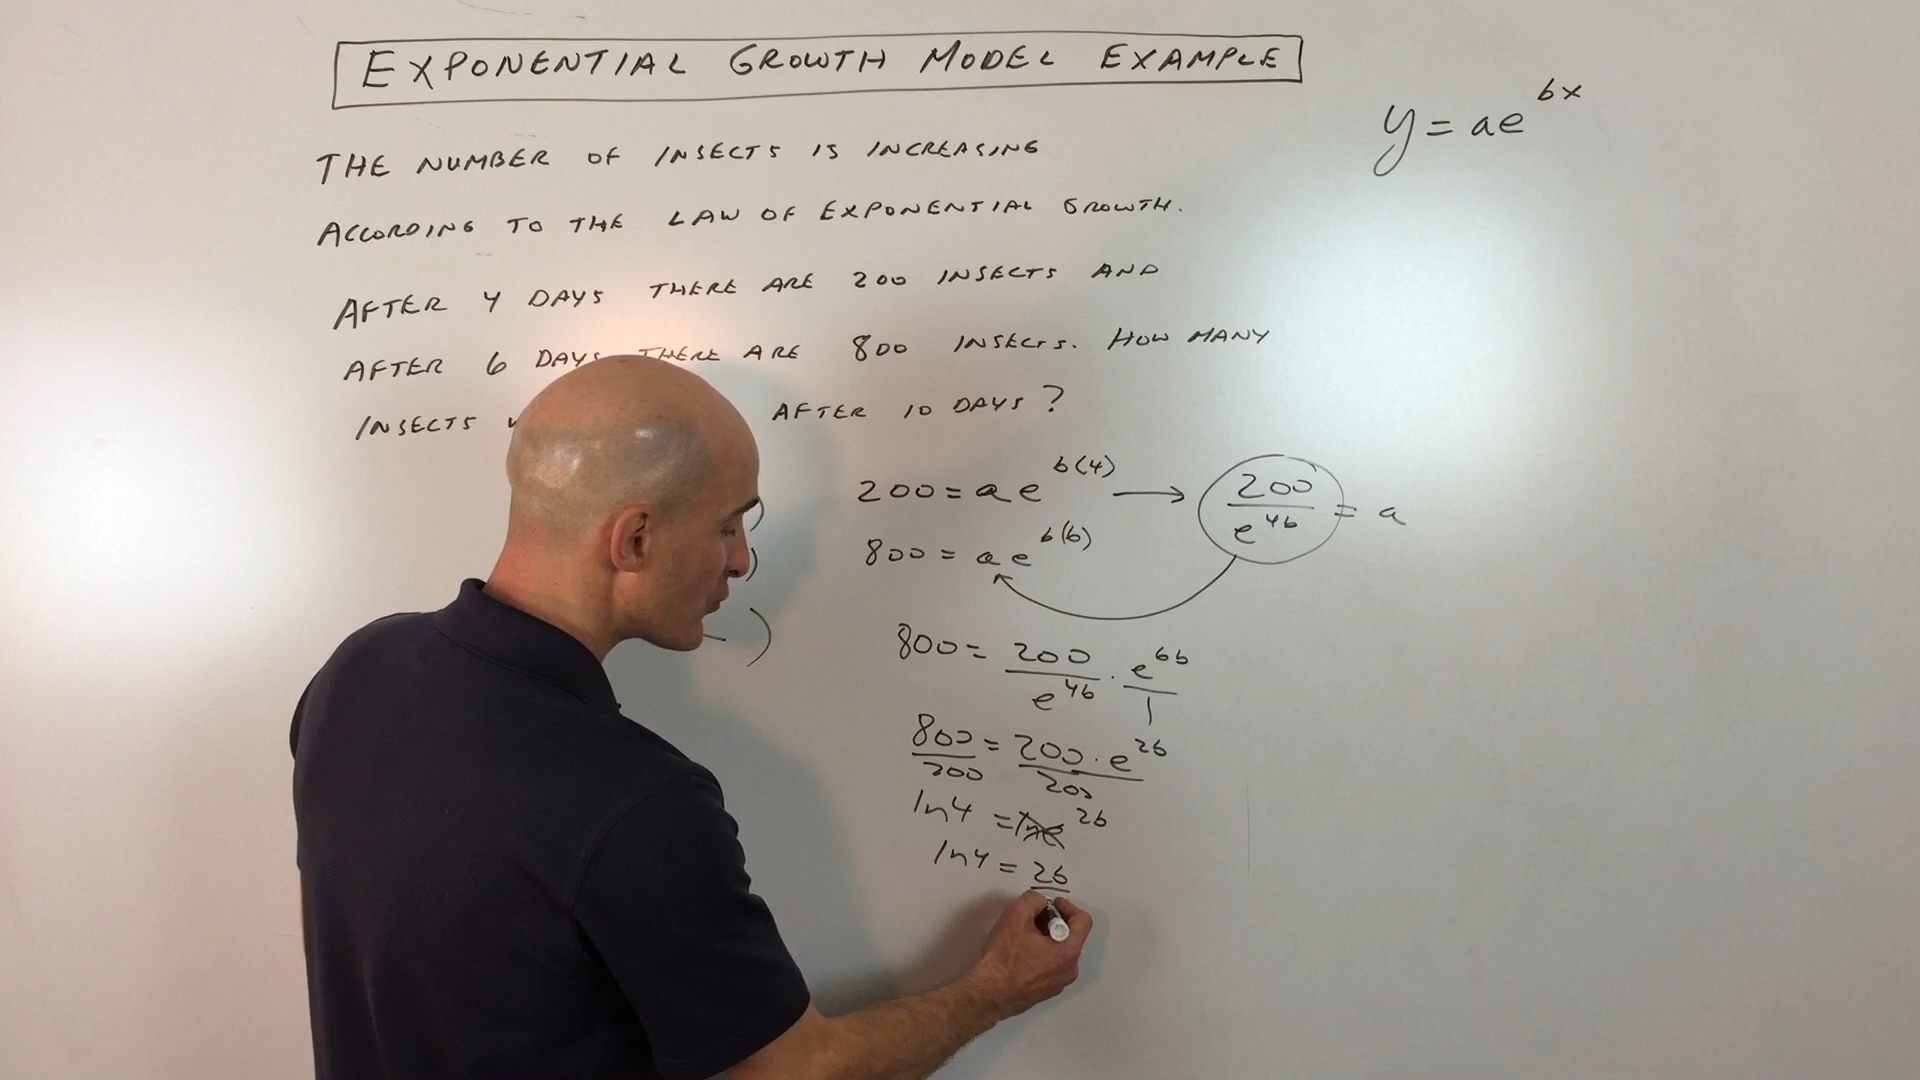 EXPONENTIAL GROWTH MODEL EXAMPLE
y = ae^{bx}
THE NUMBER OF INSECTS IS INCREASING
ACCORDING TO THE LAW OF EXPONENTIAL GROWTH.
AFTER 4 DAYS THERE ARE 200 INSECTS AND
AFTER 6 DAYS THERE ARE 800 INSECTS. HOW MANY
INSECTS AFTER 10 DAYS?
200 = ae^{b(4)} → 200/e^{4b} = a
800 = ae^{b(6)}
800 = 200/e^{4b} · e^{6b}/1
800/200 = 200 · e^{2b}/200
ln4 = lne^{2b}
ln4 = 2b